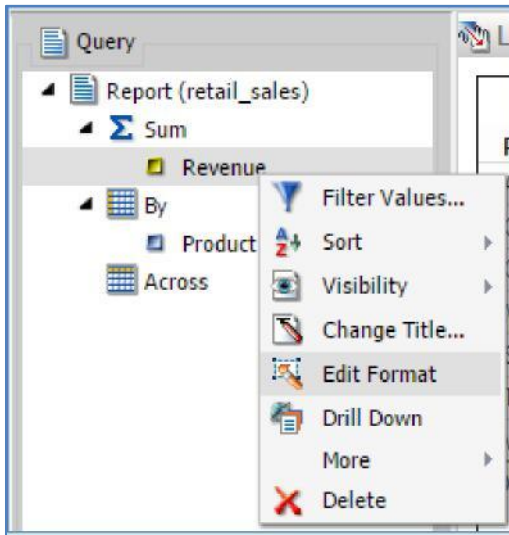 Query
L
Report (retail_sales)
Sum
Revenue
By
Product
Across
Filter Values...
Sort
Visibility
Change Title...
Edit Format
Drill Down
More
Delete